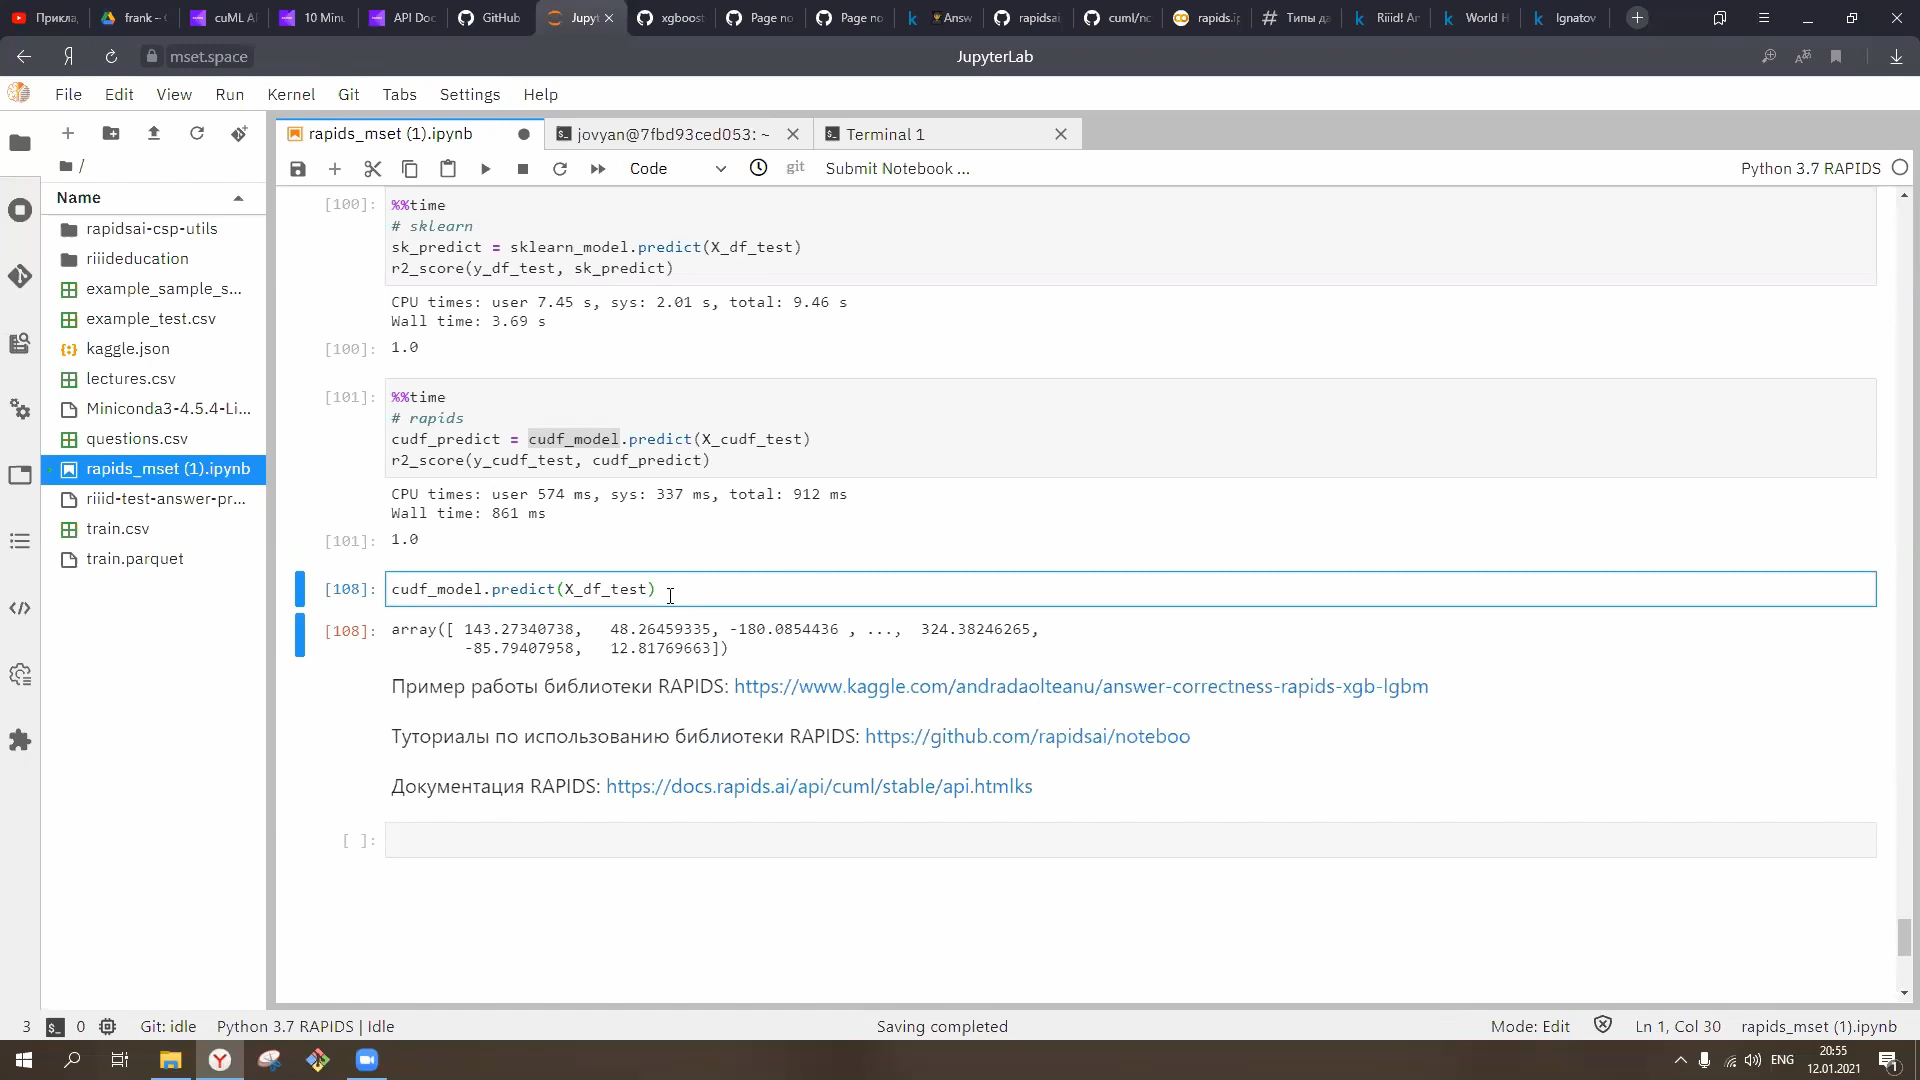 Прикла
frank –
cuML A
10 Minu
API Doc
GitHub
Jupyt
xgboost
Page no
Page no
Answ
rapidsai
cuml/no
rapids.ip
Типы да
Riiid! An
World H
Ignatov
mset.space
JupyterLab
File Edit View Run Kernel Git Tabs Settings Help
rapids_mset (1).ipynb
jovyan@7fbd93ced053: ~
Terminal 1
/
Code
git
Submit Notebook ...
Python 3.7 RAPIDS
Name
rapidsai-csp-utils
riiideducation
example_sample_s...
example_test.csv
kaggle.json
lectures.csv
Miniconda3-4.5.4-Li...
questions.csv
rapids_mset (1).ipynb
riiid-test-answer-pr...
train.csv
train.parquet
[100]: %%time
# sklearn
sk_predict = sklearn_model.predict(X_df_test)
r2_score(y_df_test, sk_predict)
CPU times: user 7.45 s, sys: 2.01 s, total: 9.46 s
Wall time: 3.69 s
[100]: 1.0
[101]: %%time
# rapids
cudf_predict = cudf_model.predict(X_cudf_test)
r2_score(y_cudf_test, cudf_predict)
CPU times: user 574 ms, sys: 337 ms, total: 912 ms
Wall time: 861 ms
[101]: 1.0
[108]: cudf_model.predict(X_df_test)
[108]: array([ 143.27340738, 48.26459335, -180.0854436 , ..., 324.38246265,
-85.79407958, 12.81769663])
Пример работы библиотеки RAPIDS: https://www.kaggle.com/andradaolteanu/answer-correctness-rapids-xgb-lgbm
Туториалы по использованию библиотеки RAPIDS: https://github.com/rapidsai/noteboo
Документация RAPIDS: https://docs.rapids.ai/api/cuml/stable/api.htmlks
[ ]:
3 0 Git: idle Python 3.7 RAPIDS | Idle
Saving completed
Mode: Edit Ln 1, Col 30 rapids_mset (1).ipynb
ENG
20:55
12.01.2021
1